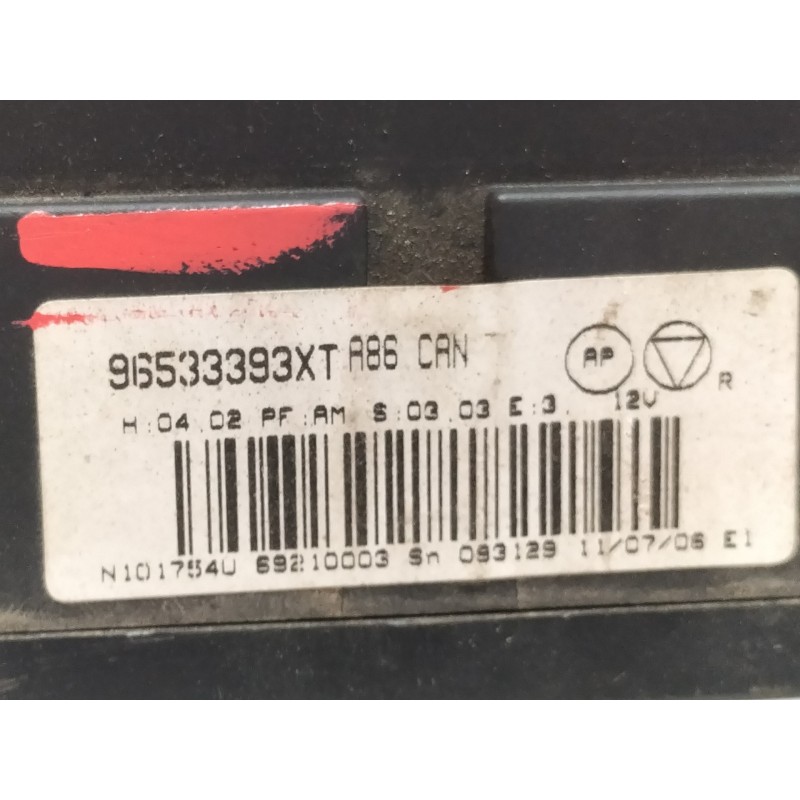 96533393XT A86 CAN AP R
H:04.02 PF:AM S:03.03 E:3. 12V
N101754U 69210003 Sn 093129 11/07/06 E1